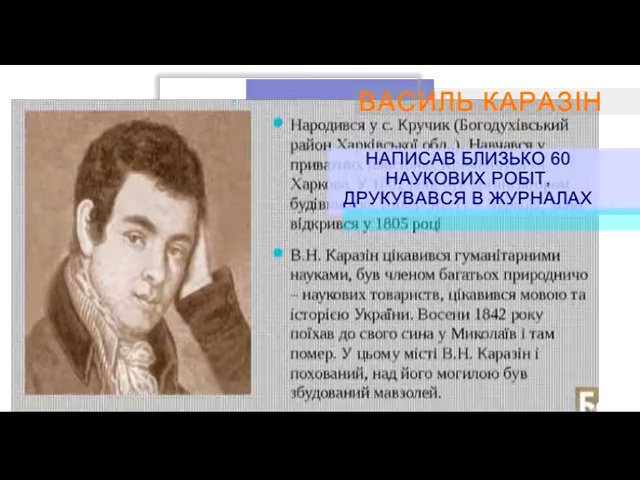 ВАСИЛЬ КАРАЗІН
Народився у с. Кручик (Богодухівський
район Харківської обл.). Навчався у
НАПИСАВ БЛИЗЬКО 60
НАУКОВИХ РОБІТ,
ДРУКУВАВСЯ В ЖУРНАЛАХ
відкрився у 1805 році
В.Н. Каразін цікавився гуманітарними
науками, був членом багатьох природничо
– наукових товариств, цікавився мовою та
історією України. Восени 1842 року
поїхав до свого сина у Миколаїв і там
помер. У цьому місті В.Н. Каразін і
похований, над його могилою був
збудований мавзолей.
Б